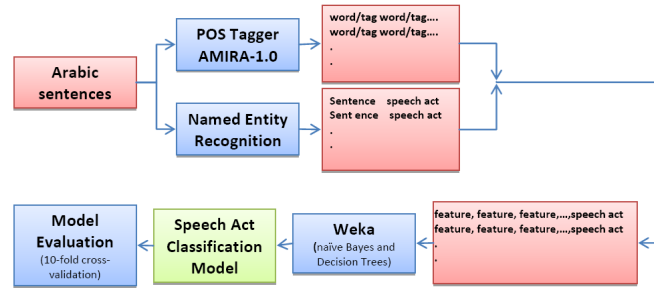 Arabic
sentences
POS Tagger
AMIRA-1.0
word/tag word/tag....
word/tag word/tag....
.
.
Named Entity
Recognition
Sentence speech act
Sent ence speech act
.
.
Model
Evaluation
(10-fold cross-
validation)
Speech Act
Classification
Model
Weka
(naïve Bayes and
Decision Trees)
feature, feature, feature,...,speech act
feature, feature, feature,...,speech act
.
.